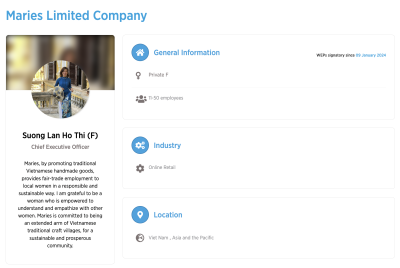 Maries Limited Company
Suong Lan Ho Thi (F)
Chief Executive Officer
Maries, by promoting traditional
Vietnamese handmade goods,
provides fair-trade employment to
local women in a responsible and
sustainable way. I am grateful to be a
woman who is empowered to
understand and empathize with other
women. Maries is committed to being
an extended arm of Vietnamese
traditional craft villages, for a
sustainable and prosperous
community.
General Information
WEPs signatory since 09 January 2024
Private F
11-50 employees
Industry
Online Retail
Location
Viet Nam , Asia and the Pacific